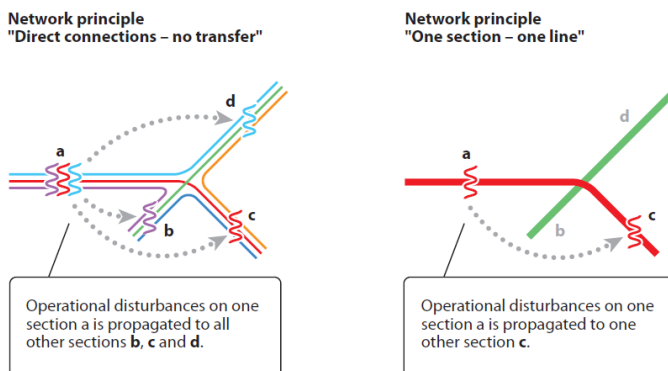 Network principle
"Direct connections – no transfer"
d
a
b
c
Operational disturbances on one
section a is propagated to all
other sections b, c and d.
Network principle
"One section – one line"
d
a
c
b
Operational disturbances on one
section a is propagated to one
other section c.